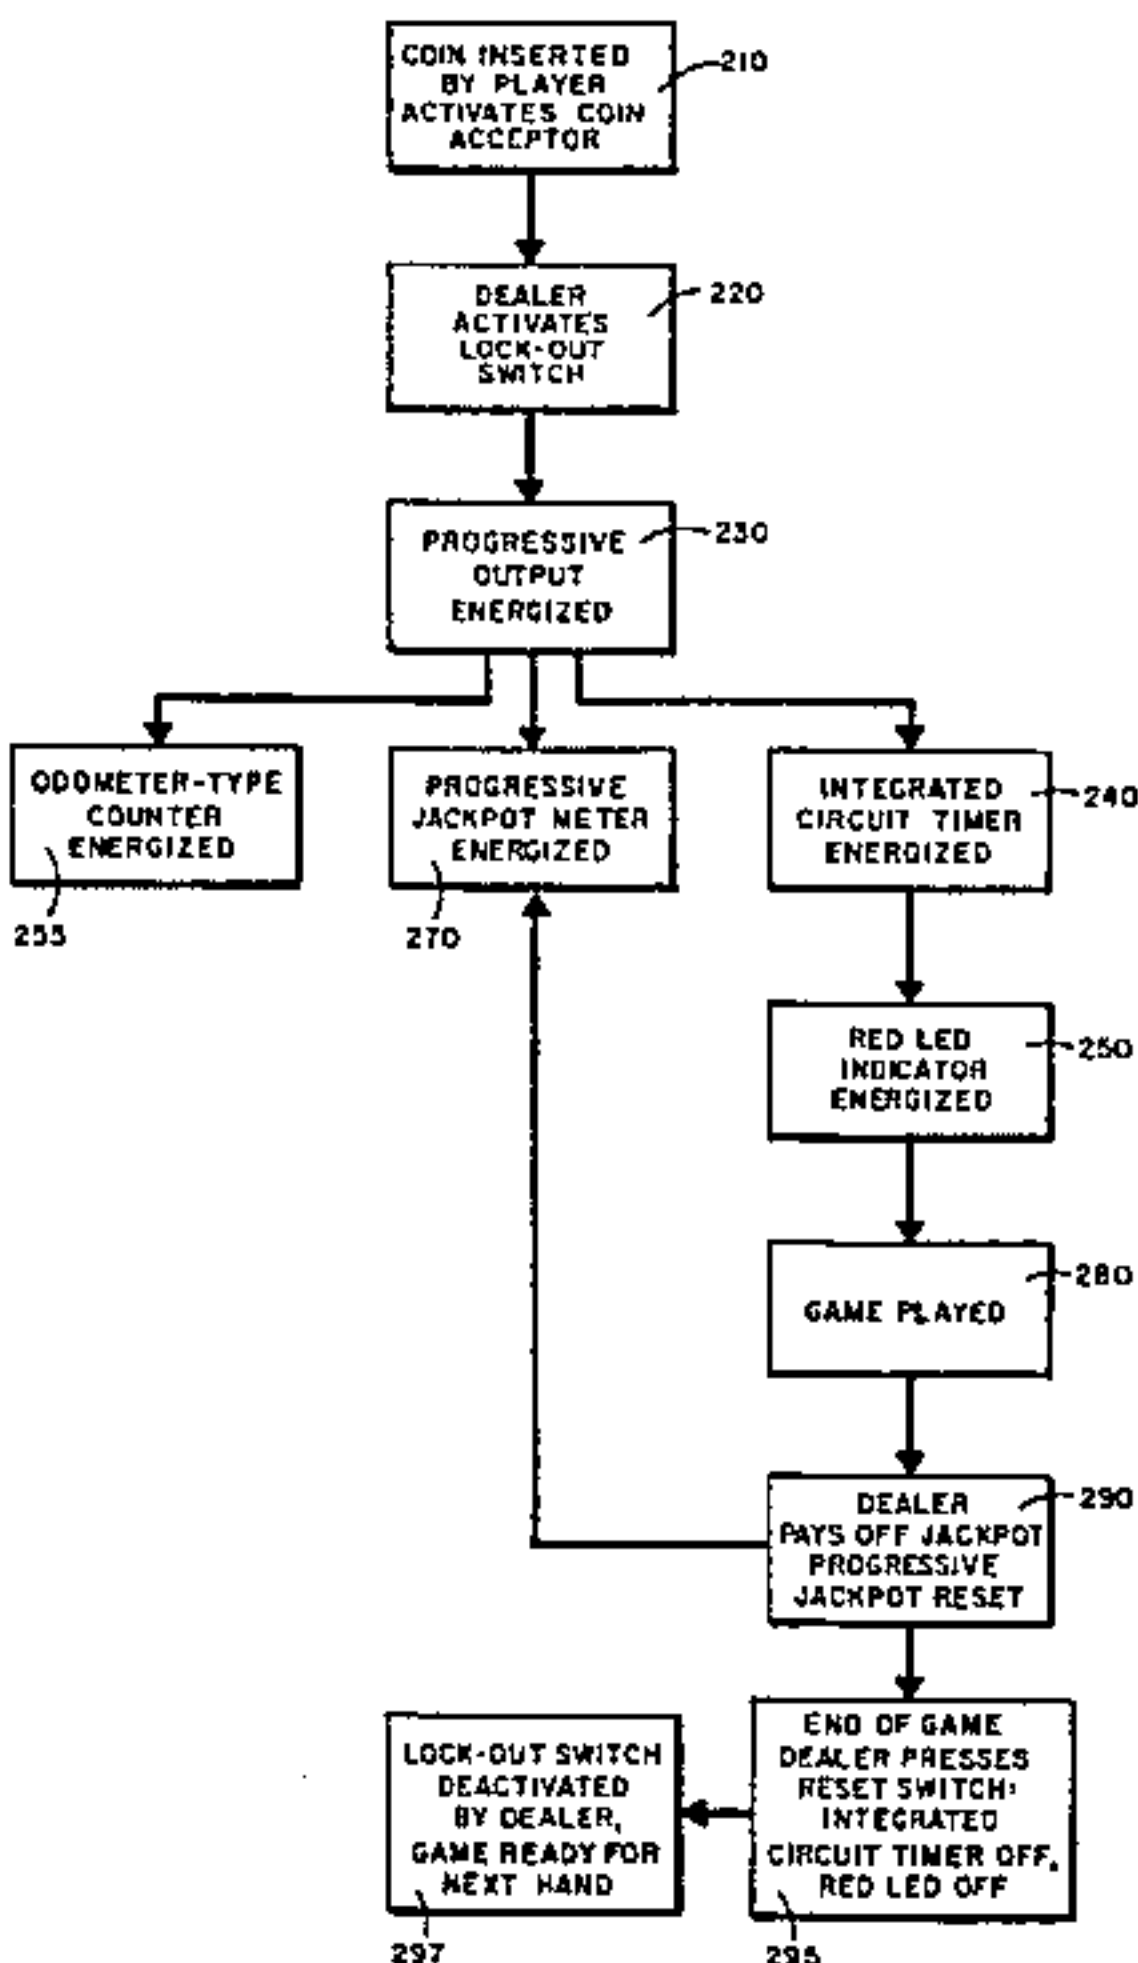 COIN INSERTED
BY PLAYER
ACTIVATES COIN
ACCEPTOR
210
DEALER
ACTIVATES
LOCK-OUT
SWITCH
220
PROGRESSIVE
OUTPUT
ENERGIZED
230
ODOMETER-TYPE
COUNTER
ENERGIZED
255
PROGRESSIVE
JACKPOT METER
ENERGIZED
270
INTEGRATED
CIRCUIT TIMER
ENERGIZED
240
RED LED
INDICATOR
ENERGIZED
250
GAME PLAYED
280
DEALER
PAYS OFF JACKPOT
PROGRESSIVE
JACKPOT RESET
290
END OF GAME
DEALER PRESSES
RESET SWITCH:
INTEGRATED
CIRCUIT TIMER OFF,
RED LED OFF
295
LOCK-OUT SWITCH
DEACTIVATED
BY DEALER,
GAME READY FOR
NEXT HAND
297